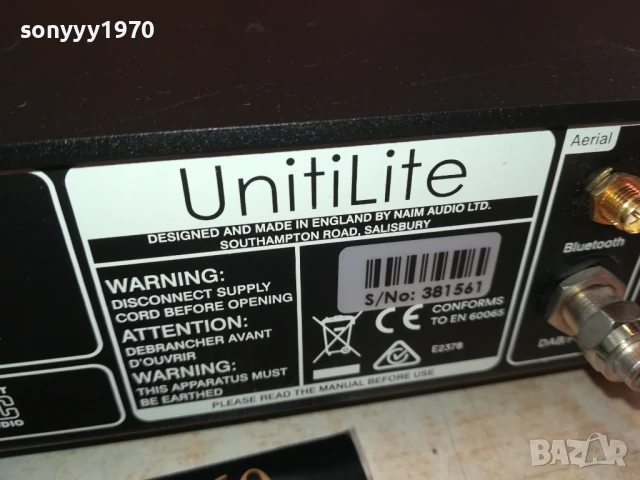 sonyyy1970
UnitiLite
DESIGNED AND MADE IN ENGLAND BY NAIM AUDIO LTD.
SOUTHAMPTON ROAD, SALISBURY
WARNING:
DISCONNECT SUPPLY
CORD BEFORE OPENING
ATTENTION:
DEBRANCHER AVANT
D'OUVRIR
WARNING:
THIS APPARATUS MUST
BE EARTHED
S/No: 381561
CE
CONFORMS
TO EN 60065
E2378
PLEASE READ THE MANUAL BEFORE USE
Aerial
Bluetooth
BAZAR